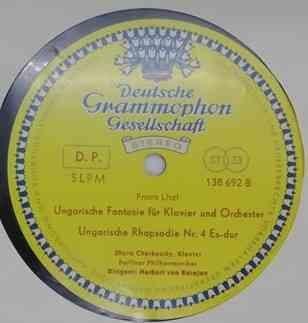 Deutsche
Grammophon
Gesellschaft
STEREO
D.P.
ST 33
SLPM
138 692 B
Franz Liszt
Ungarische Fantasie für Klavier und Orchester
Ungarische Rhapsodie Nr. 4 Es-dur
Shura Cherkassky, Klavier
Berliner Philharmoniker
Dirigent: Herbert von Karajan